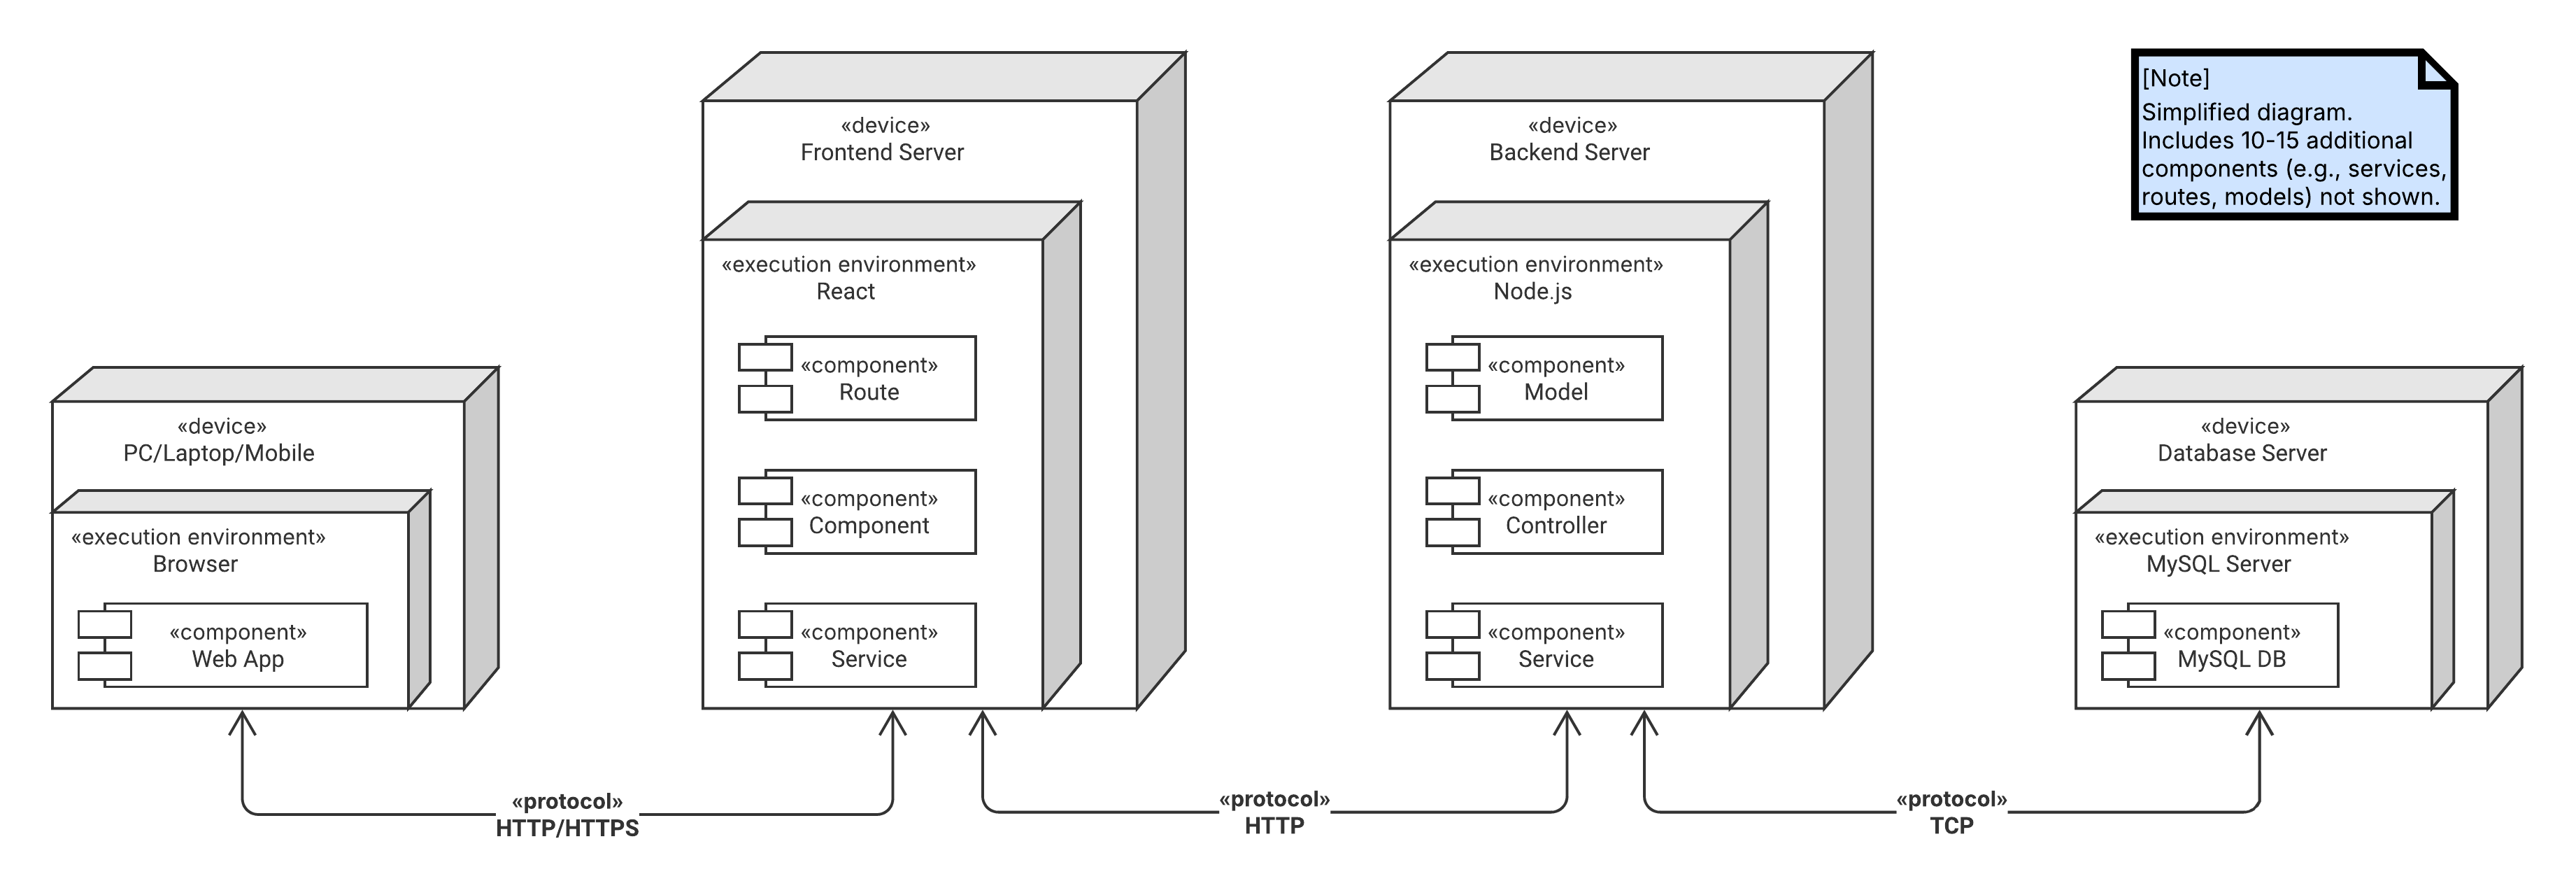 «device»
PC/Laptop/Mobile
«execution environment»
Browser
«component»
Web App
«device»
Frontend Server
«execution environment»
React
«component»
Route
«component»
Component
«component»
Service
«device»
Backend Server
«execution environment»
Node.js
«component»
Model
«component»
Controller
«component»
Service
[Note]
Simplified diagram.
Includes 10-15 additional
components (e.g., services,
routes, models) not shown.
«device»
Database Server
«execution environment»
MySQL Server
«component»
MySQL DB
«protocol»
HTTP/HTTPS
«protocol»
HTTP
«protocol»
TCP